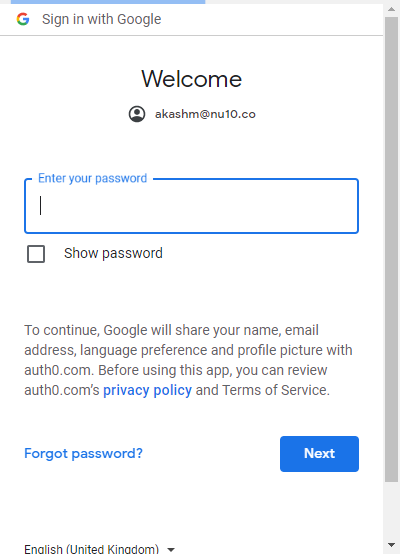 Sign in with Google
Welcome
akashm@nu10.co
Enter your password
Show password
To continue, Google will share your name, email
address, language preference and profile picture with
auth0.com. Before using this app, you can review
auth0.com's privacy policy and Terms of Service.
Forgot password?
Next
English (United Kingdom)